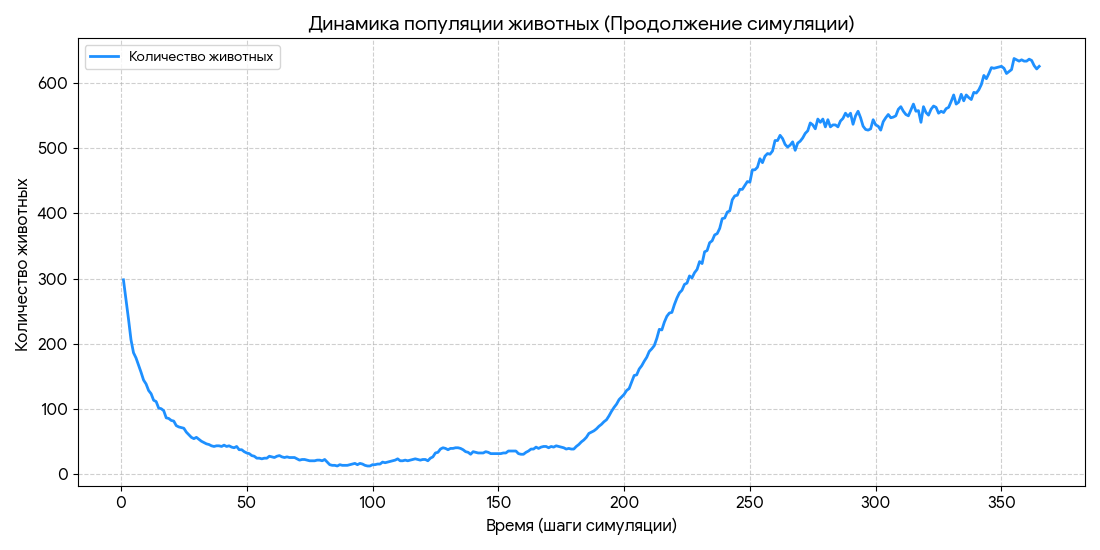 Динамика популяции животных (Продолжение симуляции)
Количество животных
Количество животных
600
500
400
300
200
100
0
0 50 100 150 200 250 300 350
Время (шаги симуляции)